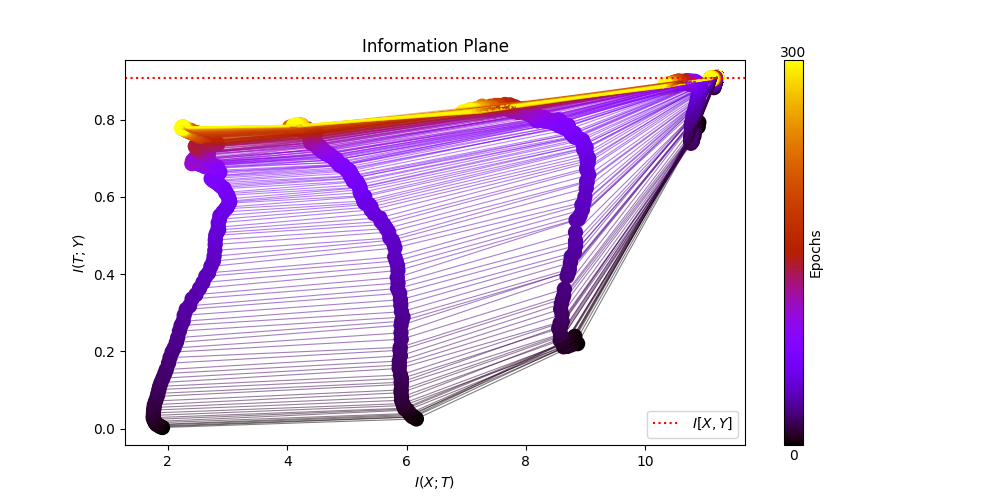 Information Plane
300
0.8
0.6
0.4
0.2
0.0
I(T; Y)
2
4
6
8
10
I(X; T)
I[X, Y]
Epochs
0